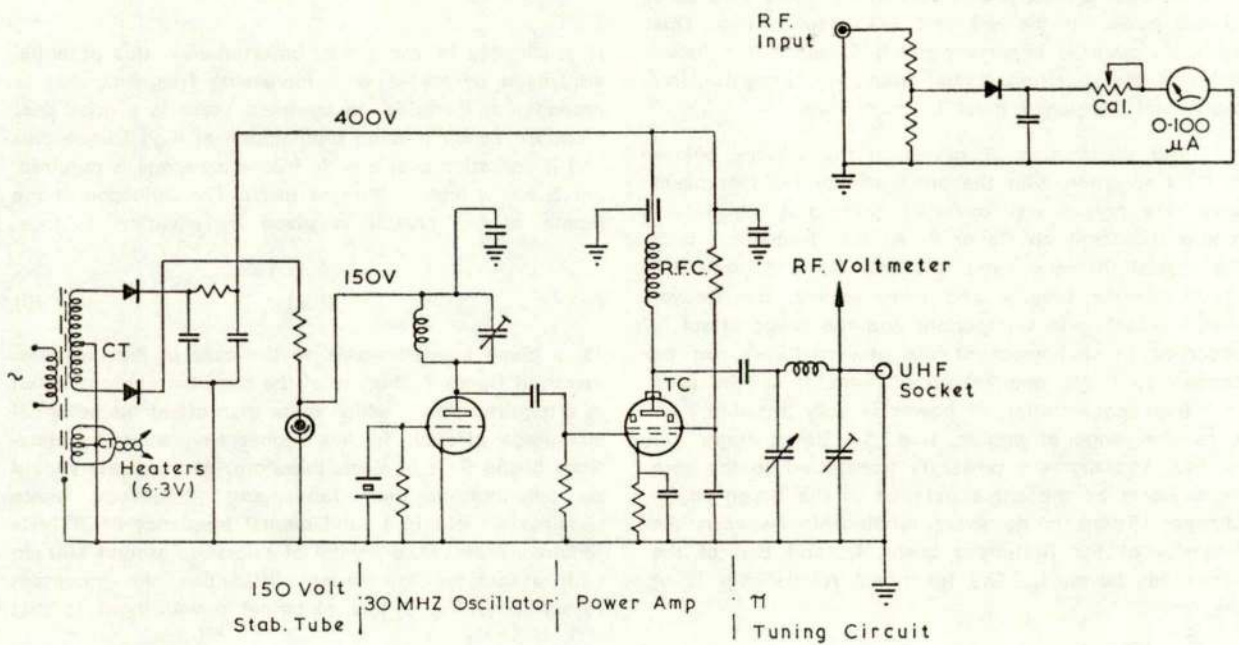 R.F.
Input
Cal.
0-100
μA
400V
150V
R.F.C.
R.F. Voltmeter
CT
TC
UHF
Socket
CT
~
Heaters
(6·3V)
150 Volt
Stab. Tube
30 MHZ Oscillator
Power Amp
π
Tuning Circuit